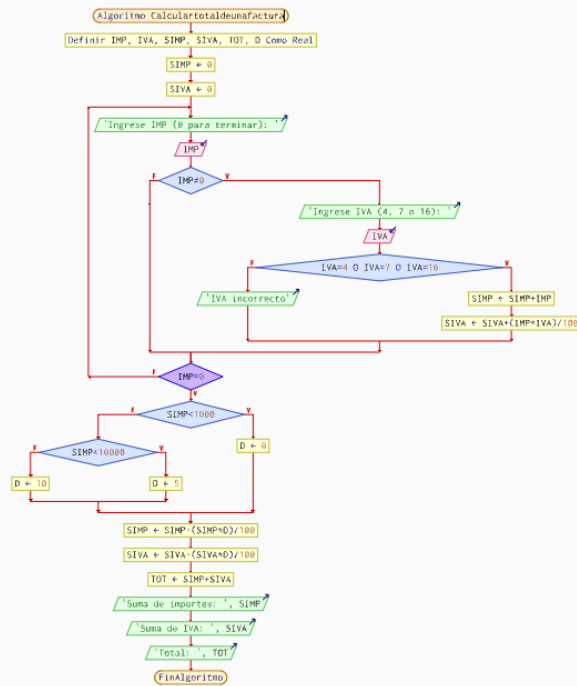 Algoritmo Calculartotaldeunafactura
Definir IMP, IVA, SIMP, SIVA, TOT, D Como Real
SIMP ← 0
SIVA ← 0
'Ingrese IMP (0 para terminar): '
IMP
IMP≠0
F
V
'Ingrese IVA (4, 7 o 16): '
IVA
IVA=4 O IVA=7 O IVA=16
F
V
'IVA incorrecto'
SIMP ← SIMP+IMP
SIVA ← SIVA+(IMP*IVA)/100
IMP=0
F
V
SIMP<1000
F
V
D ← 0
SIMP<10000
F
V
D ← 10
D ← 5
SIMP ← SIMP-(SIMP*D)/100
SIVA ← SIVA-(SIVA*D)/100
TOT ← SIMP+SIVA
'Suma de importes: ', SIMP
'Suma de IVA: ', SIVA
'Total: ', TOT
FinAlgoritmo